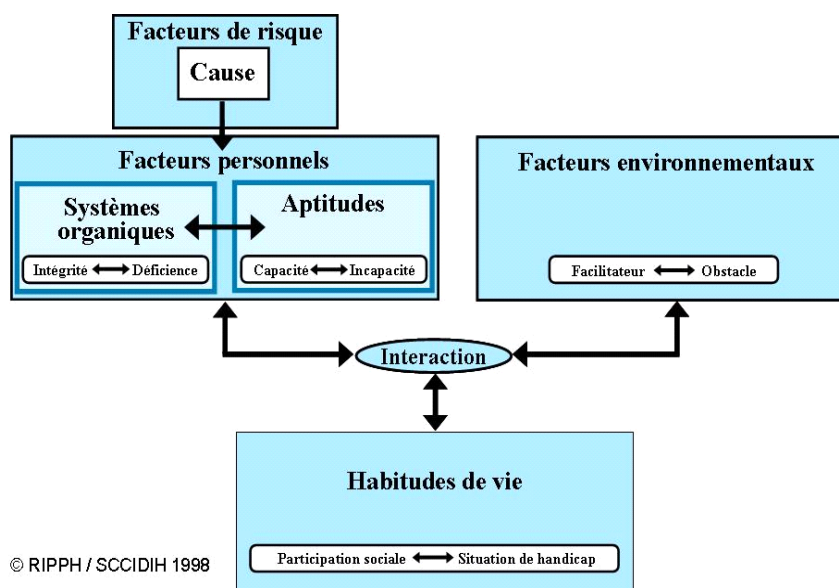 Facteurs de risque
Cause
Facteurs personnels
Systèmes
organiques
Intégrité Déficience
Aptitudes
Capacité Incapacité
Facteurs environnementaux
Facilitateur Obstacle
Interaction
Habitudes de vie
Participation sociale Situation de handicap
© RIPPH / SCCIDIH 1998